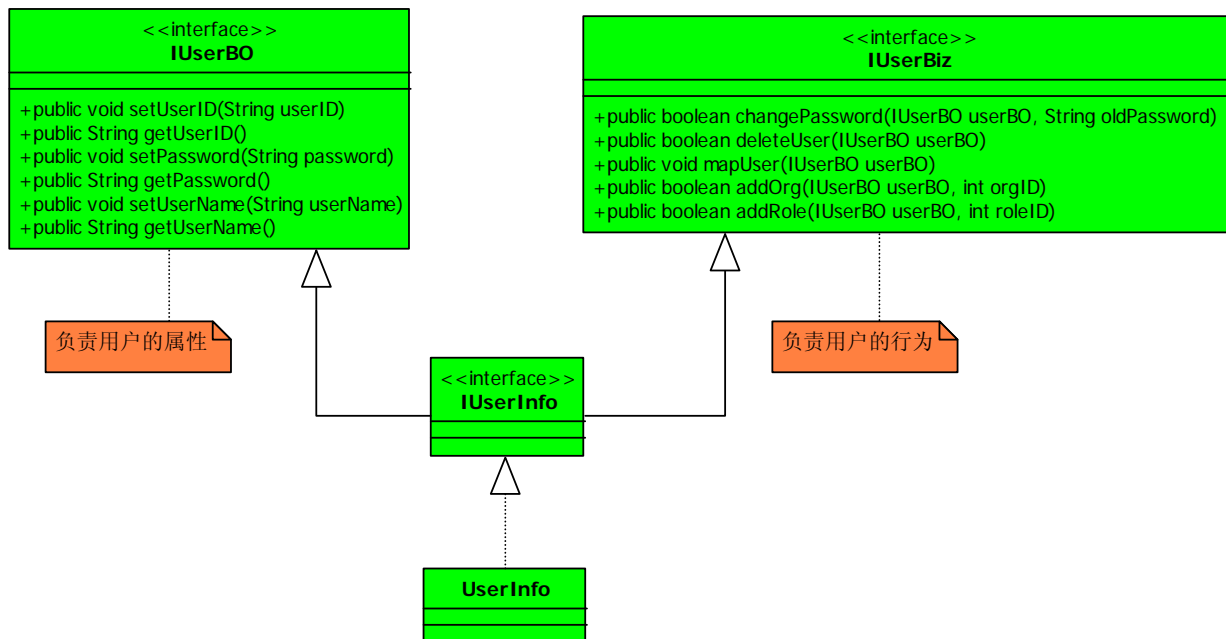 <<interface>>
IUserBO
+public void setUserID(String userID)
+public String getUserID()
+public void setPassword(String password)
+public String getPassword()
+public void setUserName(String userName)
+public String getUserName()
<<interface>>
IUserBiz
+public boolean changePassword(IUserBO userBO, String oldPassword)
+public boolean deleteUser(IUserBO userBO)
+public void mapUser(IUserBO userBO)
+public boolean addOrg(IUserBO userBO, int orgID)
+public boolean addRole(IUserBO userBO, int roleID)
负责用户的属性
负责用户的行为
<<interface>>
IUserInfo
UserInfo